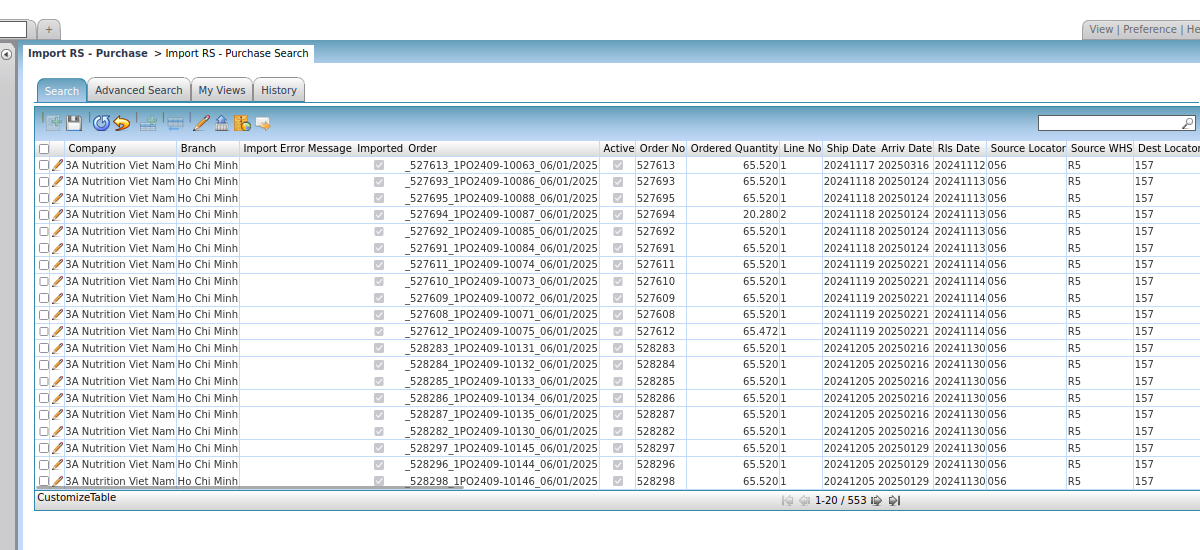 +
View | Preference | He
Import RS - Purchase > Import RS - Purchase Search
Search Advanced Search My Views History
Company Branch Import Error Message Imported Order Active Order No Ordered Quantity Line No Ship Date Arriv Date Rls Date Source Locator Source WHS Dest Locator
3A Nutrition Viet Nam Ho Chi Minh _527613_1PO2409-10063_06/01/2025 527613 65.520 1 20241117 20250316 20241112 056 R5 157
3A Nutrition Viet Nam Ho Chi Minh _527693_1PO2409-10086_06/01/2025 527693 65.520 1 20241118 20250124 20241113 056 R5 157
3A Nutrition Viet Nam Ho Chi Minh _527695_1PO2409-10088_06/01/2025 527695 65.520 1 20241118 20250124 20241113 056 R5 157
3A Nutrition Viet Nam Ho Chi Minh _527694_1PO2409-10087_06/01/2025 527694 20.280 2 20241118 20250124 20241113 056 R5 157
3A Nutrition Viet Nam Ho Chi Minh _527692_1PO2409-10085_06/01/2025 527692 65.520 1 20241118 20250124 20241113 056 R5 157
3A Nutrition Viet Nam Ho Chi Minh _527691_1PO2409-10084_06/01/2025 527691 65.520 1 20241118 20250124 20241113 056 R5 157
3A Nutrition Viet Nam Ho Chi Minh _527611_1PO2409-10074_06/01/2025 527611 65.520 1 20241119 20250221 20241114 056 R5 157
3A Nutrition Viet Nam Ho Chi Minh _527610_1PO2409-10073_06/01/2025 527610 65.520 1 20241119 20250221 20241114 056 R5 157
3A Nutrition Viet Nam Ho Chi Minh _527609_1PO2409-10072_06/01/2025 527609 65.520 1 20241119 20250221 20241114 056 R5 157
3A Nutrition Viet Nam Ho Chi Minh _527608_1PO2409-10071_06/01/2025 527608 65.520 1 20241119 20250221 20241114 056 R5 157
3A Nutrition Viet Nam Ho Chi Minh _527612_1PO2409-10075_06/01/2025 527612 65.472 1 20241119 20250221 20241114 056 R5 157
3A Nutrition Viet Nam Ho Chi Minh _528283_1PO2409-10131_06/01/2025 528283 65.520 1 20241205 20250216 20241130 056 R5 157
3A Nutrition Viet Nam Ho Chi Minh _528284_1PO2409-10132_06/01/2025 528284 65.520 1 20241205 20250216 20241130 056 R5 157
3A Nutrition Viet Nam Ho Chi Minh _528285_1PO2409-10133_06/01/2025 528285 65.520 1 20241205 20250216 20241130 056 R5 157
3A Nutrition Viet Nam Ho Chi Minh _528286_1PO2409-10134_06/01/2025 528286 65.520 1 20241205 20250216 20241130 056 R5 157
3A Nutrition Viet Nam Ho Chi Minh _528287_1PO2409-10135_06/01/2025 528287 65.520 1 20241205 20250216 20241130 056 R5 157
3A Nutrition Viet Nam Ho Chi Minh _528282_1PO2409-10130_06/01/2025 528282 65.520 1 20241205 20250216 20241130 056 R5 157
3A Nutrition Viet Nam Ho Chi Minh _528297_1PO2409-10145_06/01/2025 528297 65.520 1 20241205 20250129 20241130 056 R5 157
3A Nutrition Viet Nam Ho Chi Minh _528296_1PO2409-10144_06/01/2025 528296 65.520 1 20241205 20250129 20241130 056 R5 157
3A Nutrition Viet Nam Ho Chi Minh _528298_1PO2409-10146_06/01/2025 528298 65.520 1 20241205 20250129 20241130 056 R5 157
CustomizeTable
1-20 / 553